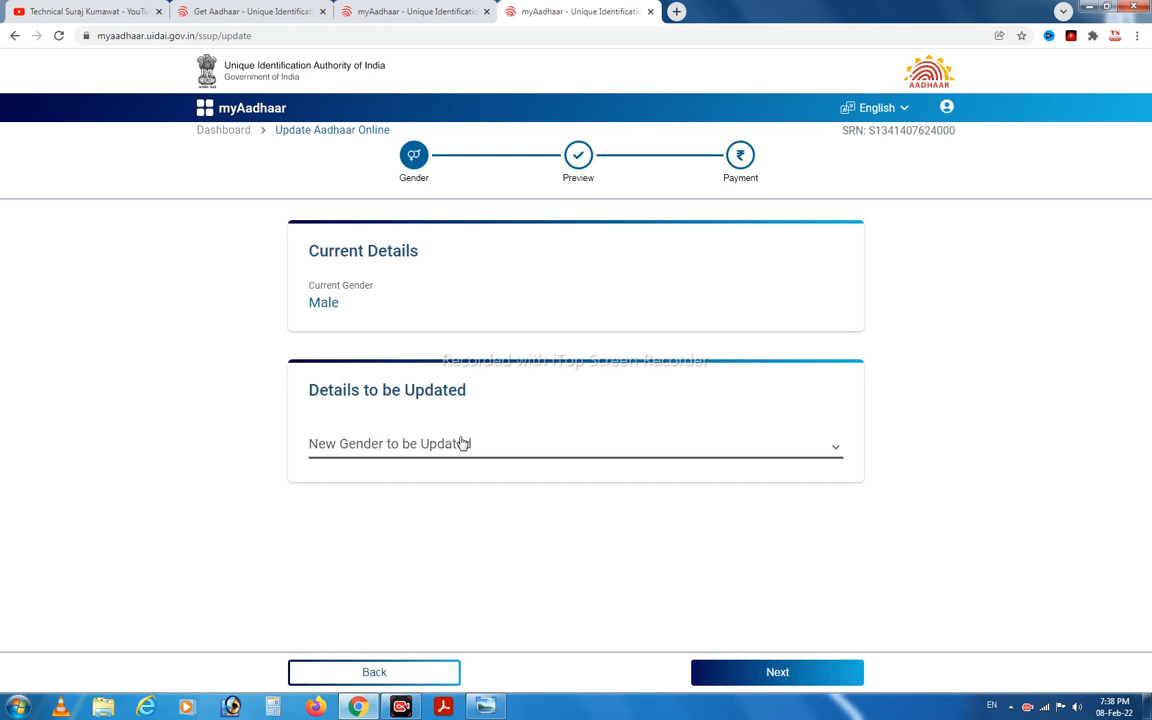 Technical Suraj Kumawat - YouTu
Get Aadhaar - Unique Identificati
myAadhaar - Unique Identificatio
myAadhaar - Unique Identificatio
myaadhaar.uidai.gov.in/ssup/update
Unique Identification Authority of India
Government of India
AADHAAR
myAadhaar
English
Dashboard > Update Aadhaar Online
SRN: S1341407624000
Gender
Preview
Payment
Current Details
Current Gender
Male
Recorded with iTop Screen Recorder
Details to be Updated
New Gender to be Updated
Back
Next
EN
7:38 PM
08-Feb-22